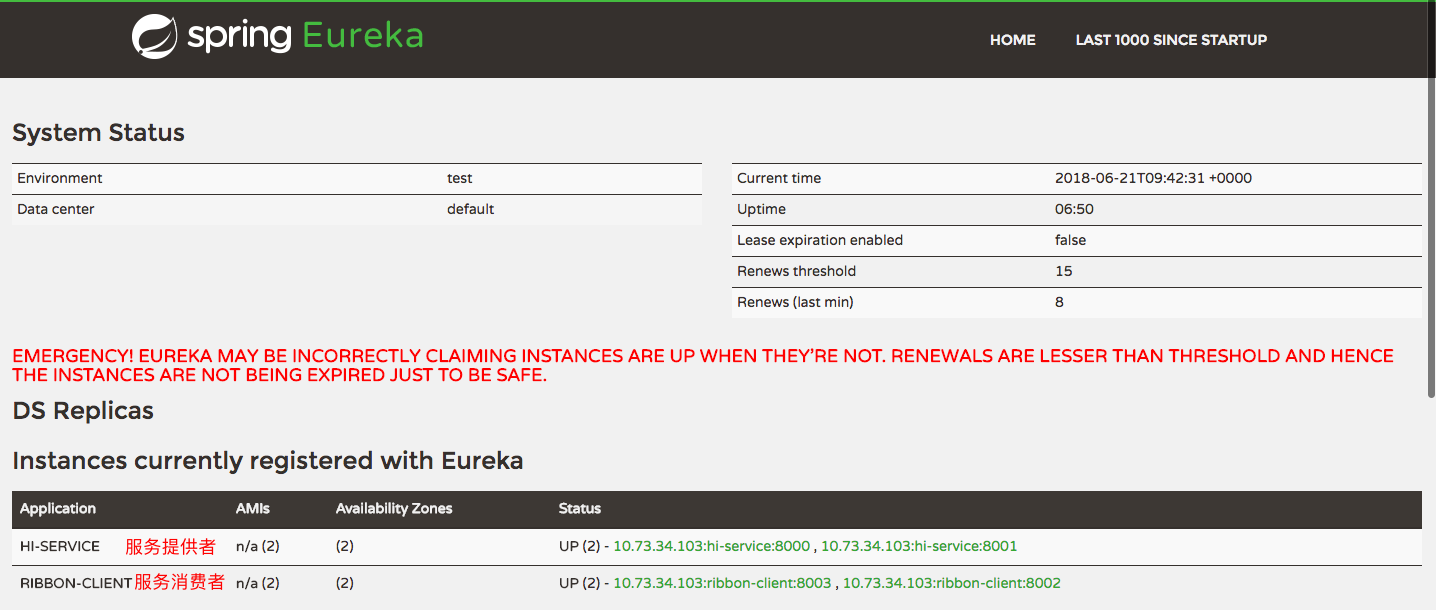 spring Eureka
HOME LAST 1000 SINCE STARTUP
System Status
Environment test
Data center default
Current time 2018-06-21T09:42:31 +0000
Uptime 06:50
Lease expiration enabled false
Renews threshold 15
Renews (last min) 8
EMERGENCY! EUREKA MAY BE INCORRECTLY CLAIMING INSTANCES ARE UP WHEN THEY'RE NOT. RENEWALS ARE LESSER THAN THRESHOLD AND HENCE
THE INSTANCES ARE NOT BEING EXPIRED JUST TO BE SAFE.
DS Replicas
Instances currently registered with Eureka
Application AMIs Availability Zones Status
HI-SERVICE 服务提供者 n/a (2) (2) UP (2) - 10.73.34.103:hi-service:8000 , 10.73.34.103:hi-service:8001
RIBBON-CLIENT 服务消费者 n/a (2) (2) UP (2) - 10.73.34.103:ribbon-client:8003 , 10.73.34.103:ribbon-client:8002